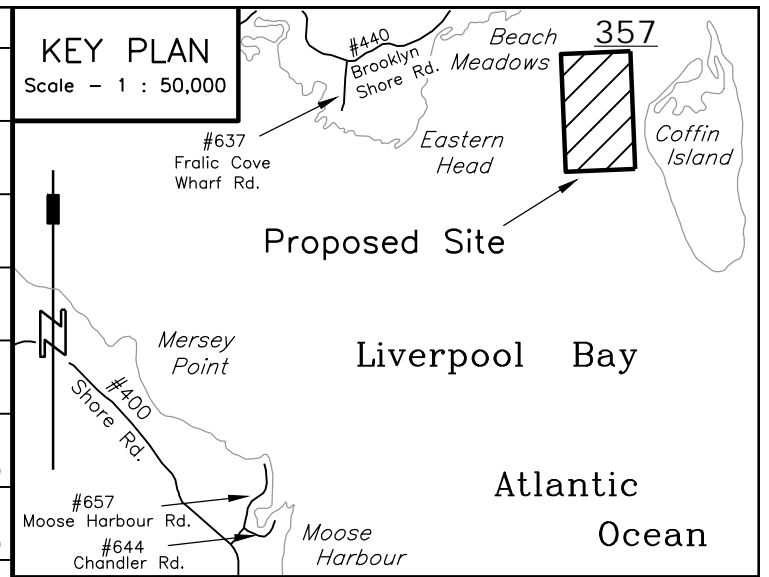 KEY PLAN
Scale - 1 : 50,000
#440
Brooklyn
Shore Rd.
Beach
Meadows
357
#637
Fralic Cove
Wharf Rd.
Eastern
Head
Coffin
Island
Proposed Site
Mersey
Point
Liverpool Bay
#400
Shore Rd.
Atlantic
Ocean
#657
Moose Harbour Rd.
#644
Chandler Rd.
Moose
Harbour
N